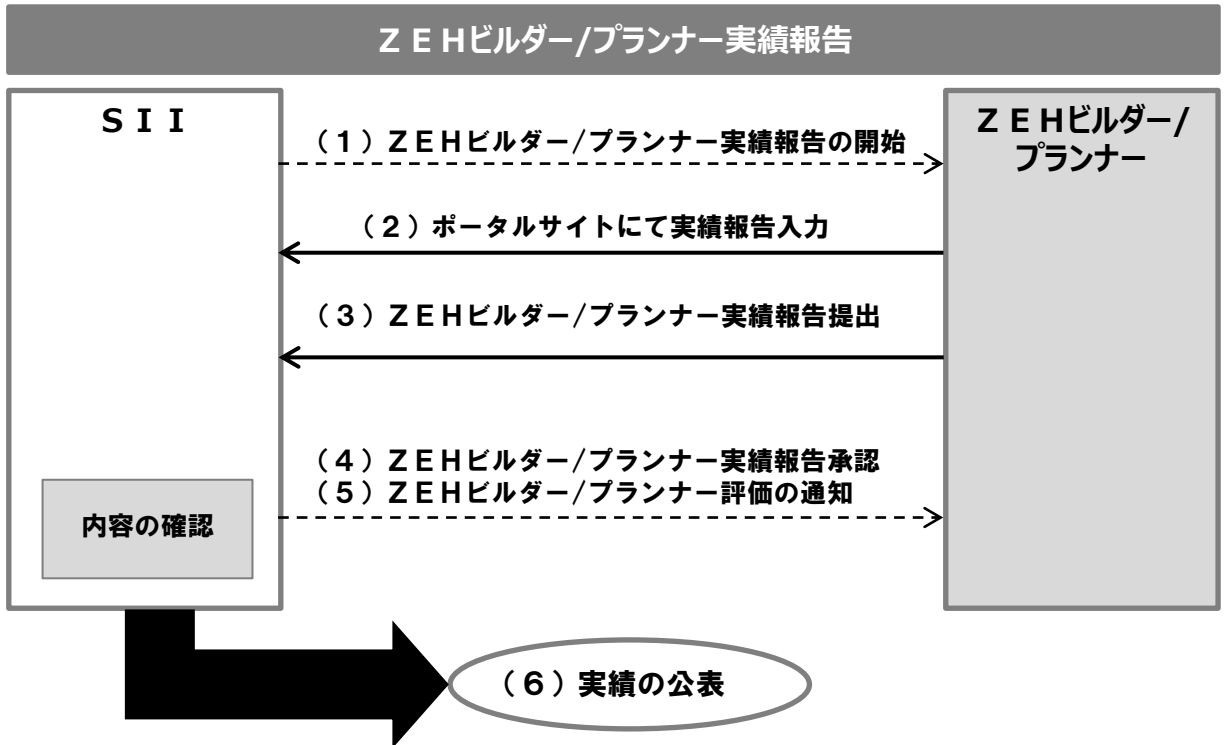 ＺＥＨビルダー/プランナー実績報告
ＳＩＩ
（１）ＺＥＨビルダー/プランナー実績報告の開始
ＺＥＨビルダー/
プランナー
（２）ポータルサイトにて実績報告入力
（３）ＺＥＨビルダー/プランナー実績報告提出
（４）ＺＥＨビルダー/プランナー実績報告承認
（５）ＺＥＨビルダー/プランナー評価の通知
内容の確認
（６）実績の公表